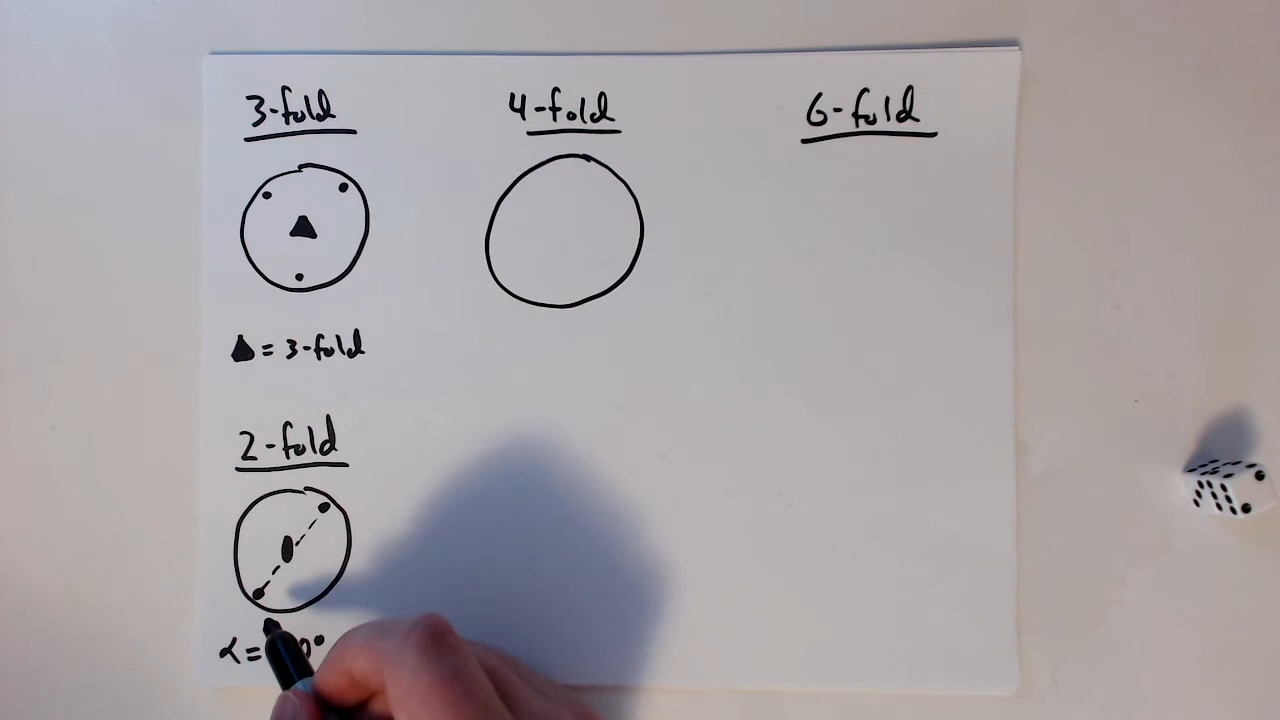 3-fold
4-fold
6-fold
▲ = 3-fold
2-fold